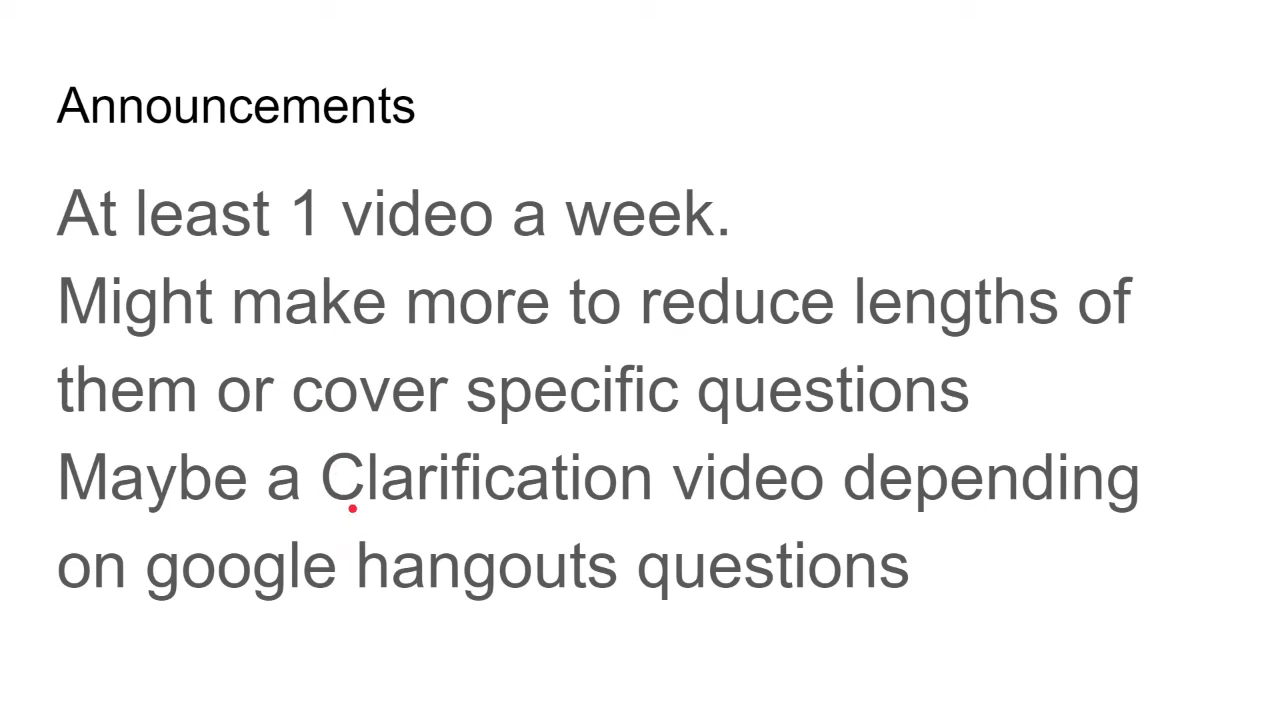 Announcements
At least 1 video a week.
Might make more to reduce lengths of
them or cover specific questions
Maybe a Clarification video depending
on google hangouts questions